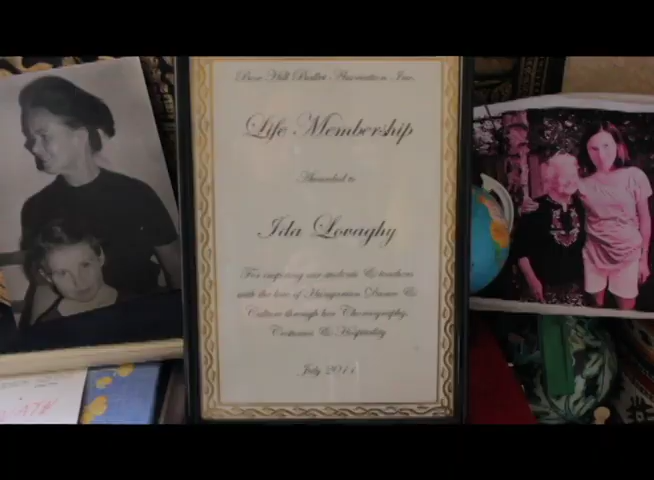 Box Hill Ballet Association Inc.
Life Membership
Awarded to
Ida Lovaghy
For inspiring our students & teachers
with the love of Hungarian Dance &
Culture through her Choreography,
Costumes & Hospitality
July 2011